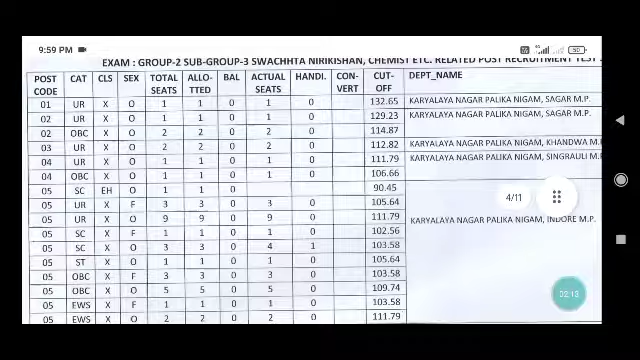 9:59 PM
50
EXAM : GROUP-2 SUB-GROUP-3 SWACHHTA NIRIKISHAN, CHEMIST ETC. RELATED POST RECRUITMENT TEST
POST CODE CAT CLS SEX TOTAL SEATS ALLO-TTED BAL ACTUAL SEATS HANDI. CON-VERT CUT-OFF DEPT_NAME
01 UR X O 1 1 0 1 0 132.65 KARYALAYA NAGAR PALIKA NIGAM, SAGAR M.P.
02 UR X O 1 1 0 1 0 129.23 KARYALAYA NAGAR PALIKA NIGAM, SAGAR M.P.
02 OBC X O 2 2 0 2 0 114.87
03 UR X O 2 2 0 2 0 112.82 KARYALAYA NAGAR PALIKA NIGAM, KHANDWA M.
04 UR X O 1 1 0 1 0 111.79 KARYALAYA NAGAR PALIKA NIGAM, SINGRAULI M.
04 OBC X O 1 1 0 1 0 106.66
05 SC EH O 1 1 0 90.45
05 UR X F 3 3 0 3 0 105.64 4/11
05 UR X O 9 9 0 9 0 111.79 KARYALAYA NAGAR PALIKA NIGAM, INDORE M.P.
05 SC X F 1 1 0 1 0 102.56
05 SC X O 3 3 0 4 1 103.58
05 ST X O 1 1 0 1 0 105.64
05 OBC X F 3 3 0 3 0 103.58
05 OBC X O 5 5 0 5 0 109.74 02:13
05 EWS X F 1 1 0 1 0 103.58
05 EWS X O 2 2 0 2 0 111.79